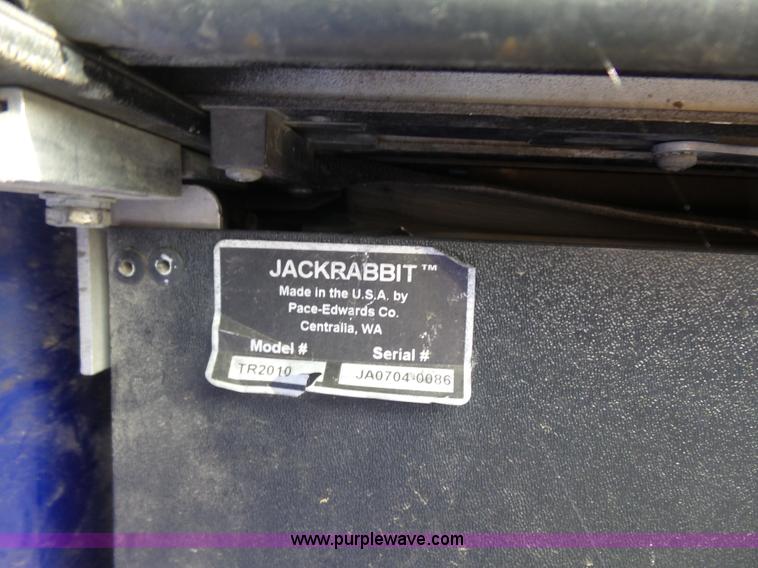 JACKRABBIT™
Made in the U.S.A. by
Pace-Edwards Co.
Centralia, WA
Model # Serial #
TR2010 JA0704-0086
www.purplewave.com